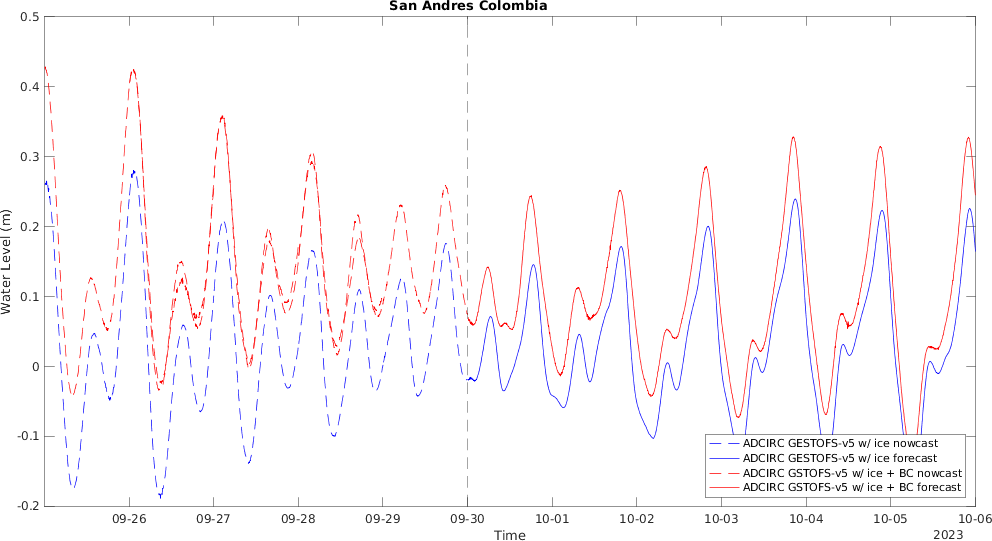 San Andres Colombia
0.5
0.4
0.3
0.2
0.1
0
-0.1
-0.2
Water Level (m)
ADCIRC GESTOFS-v5 w/ ice nowcast
ADCIRC GESTOFS-v5 w/ ice forecast
ADCIRC GSTOFS-v5 w/ ice + BC nowcast
ADCIRC GSTOFS-v5 w/ ice + BC forecast
09-26 09-27 09-28 09-29 09-30 10-01 10-02 10-03 10-04 10-05 10-06
Time
2023